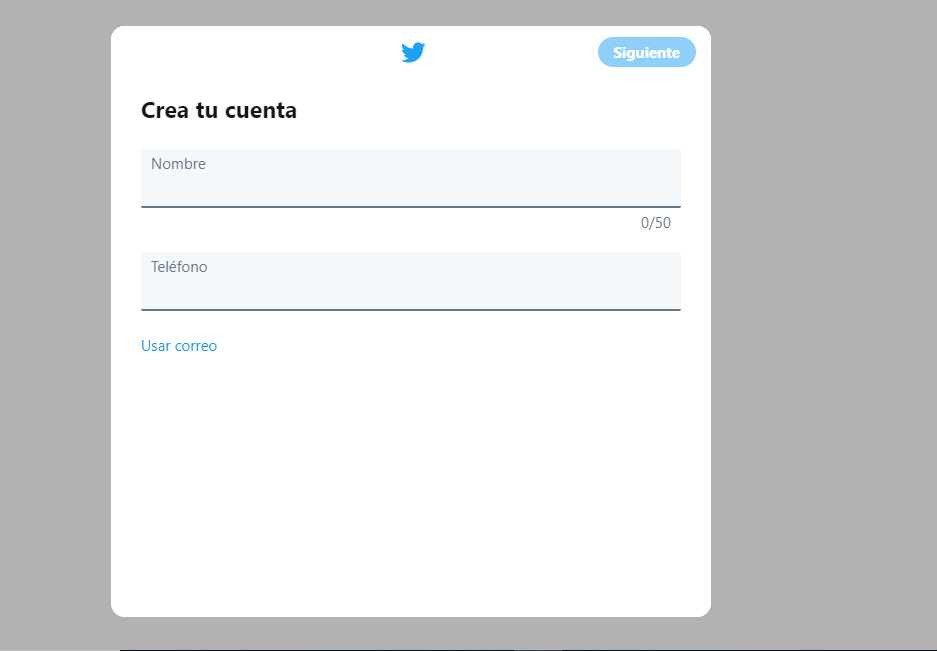 Siguiente
Crea tu cuenta
Nombre
0/50
Teléfono
Usar correo